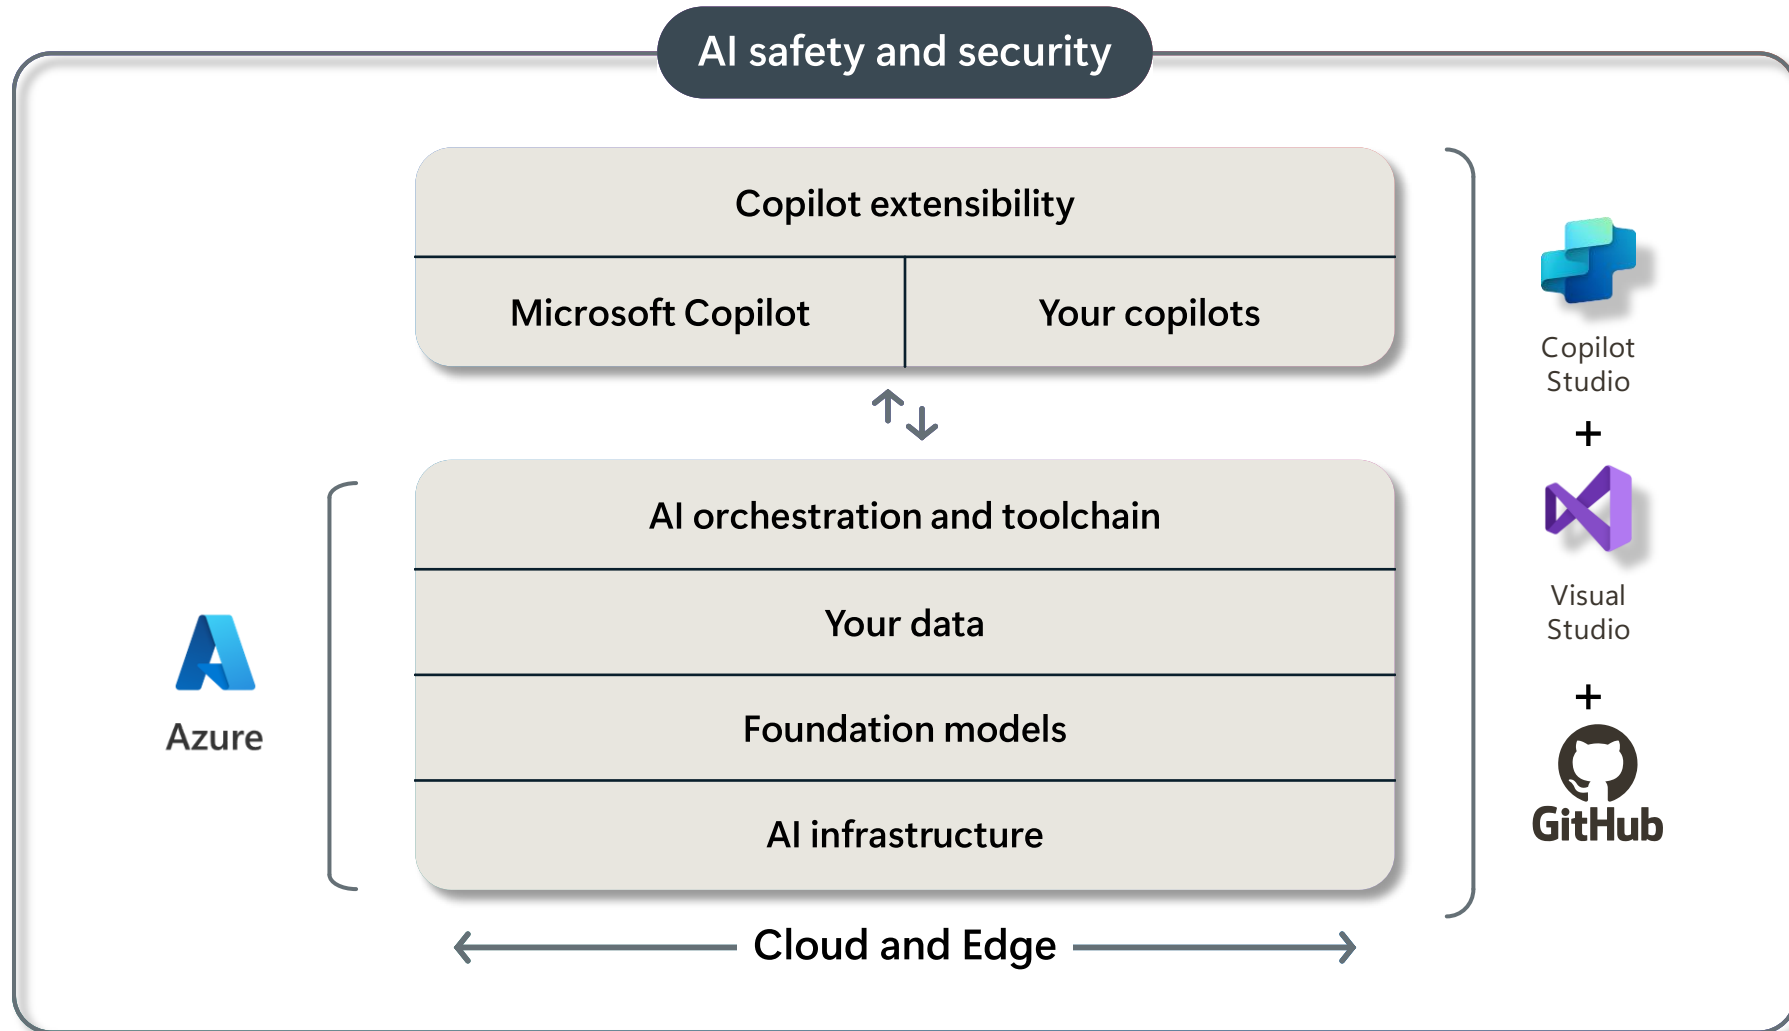 AI safety and security
Copilot extensibility
Microsoft Copilot
Your copilots
AI orchestration and toolchain
Your data
Foundation models
AI infrastructure
Cloud and Edge
Azure
Copilot
Studio
+
Visual
Studio
+
GitHub